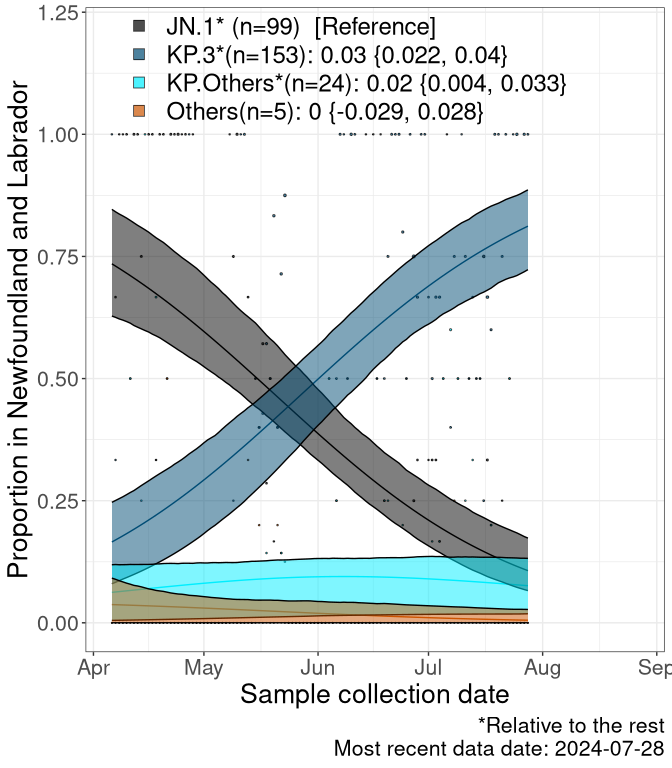 1.25
JN.1* (n=99) [Reference]
KP.3*(n=153): 0.03 {0.022, 0.04}
KP.Others*(n=24): 0.02 {0.004, 0.033}
Others(n=5): 0 {-0.029, 0.028}
1.00
0.75
0.50
0.25
0.00
Proportion in Newfoundland and Labrador
Apr May Jun Jul Aug Sep
Sample collection date
*Relative to the rest
Most recent data date: 2024-07-28